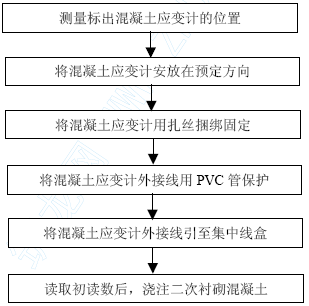 测量标出混凝土应变计的位置
将混凝土应变计安放在预定方向
将混凝土应变计用扎丝捆绑固定
将混凝土应变计外接线用 PVC 管保护
将混凝土应变计外接线引至集中线盒
读取初读数后，浇注二次衬砌混凝土